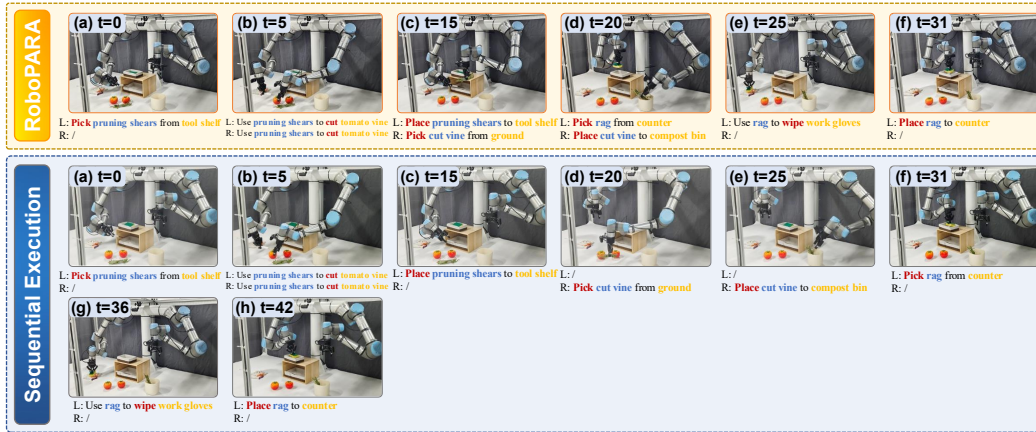 RoboPARA
(a) t=0
(b) t=5
(c) t=15
(d) t=20
(e) t=25
(f) t=31
L: Pick pruning shears from tool shelf
R: /
L: Use pruning shears to cut tomato vine
R: Use pruning shears to cut tomato vine
L: Place pruning shears to tool shelf
R: Pick cut vine from ground
L: Pick rag from counter
R: Place cut vine to compost bin
L: Use rag to wipe work gloves
R: /
L: Place rag to counter
R: /
Sequential Execution
(a) t=0
(b) t=5
(c) t=15
(d) t=20
(e) t=25
(f) t=31
L: Pick pruning shears from tool shelf
R: /
L: Use pruning shears to cut tomato vine
R: Use pruning shears to cut tomato vine
L: Place pruning shears to tool shelf
R: /
L: /
R: Pick cut vine from ground
L: /
R: Place cut vine to compost bin
L: Pick rag from counter
R: /
(g) t=36
(h) t=42
L: Use rag to wipe work gloves
R: /
L: Place rag to counter
R: /